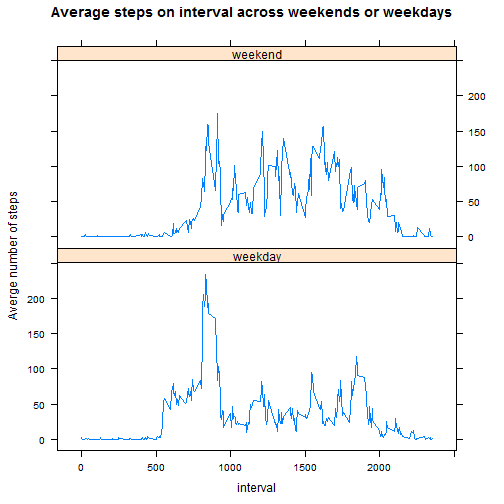 Average steps on interval across weekends or weekdays
weekend
200
150
100
50
0
Averge number of steps
weekday
200
150
100
50
0
0 500 1000 1500 2000
interval